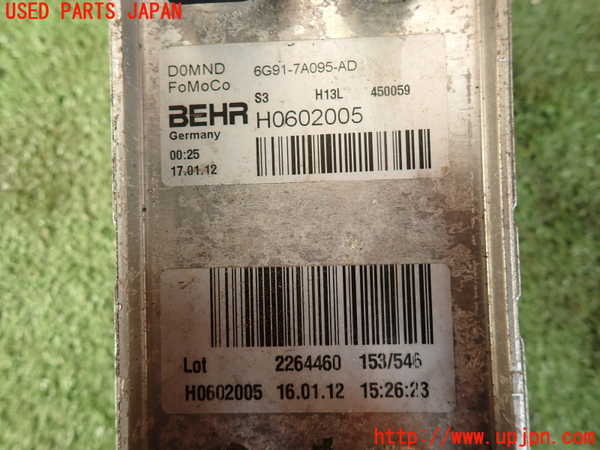 USED PARTS JAPAN
D0MND 6G91-7A095-AD
FoMoCo
S3 H13L 450059
BEHR H0602005
Germany
00:25
17.01.12
Lot 2264460 153/546
H0602005 16.01.12 15:26:23
http://www.upjpn.com